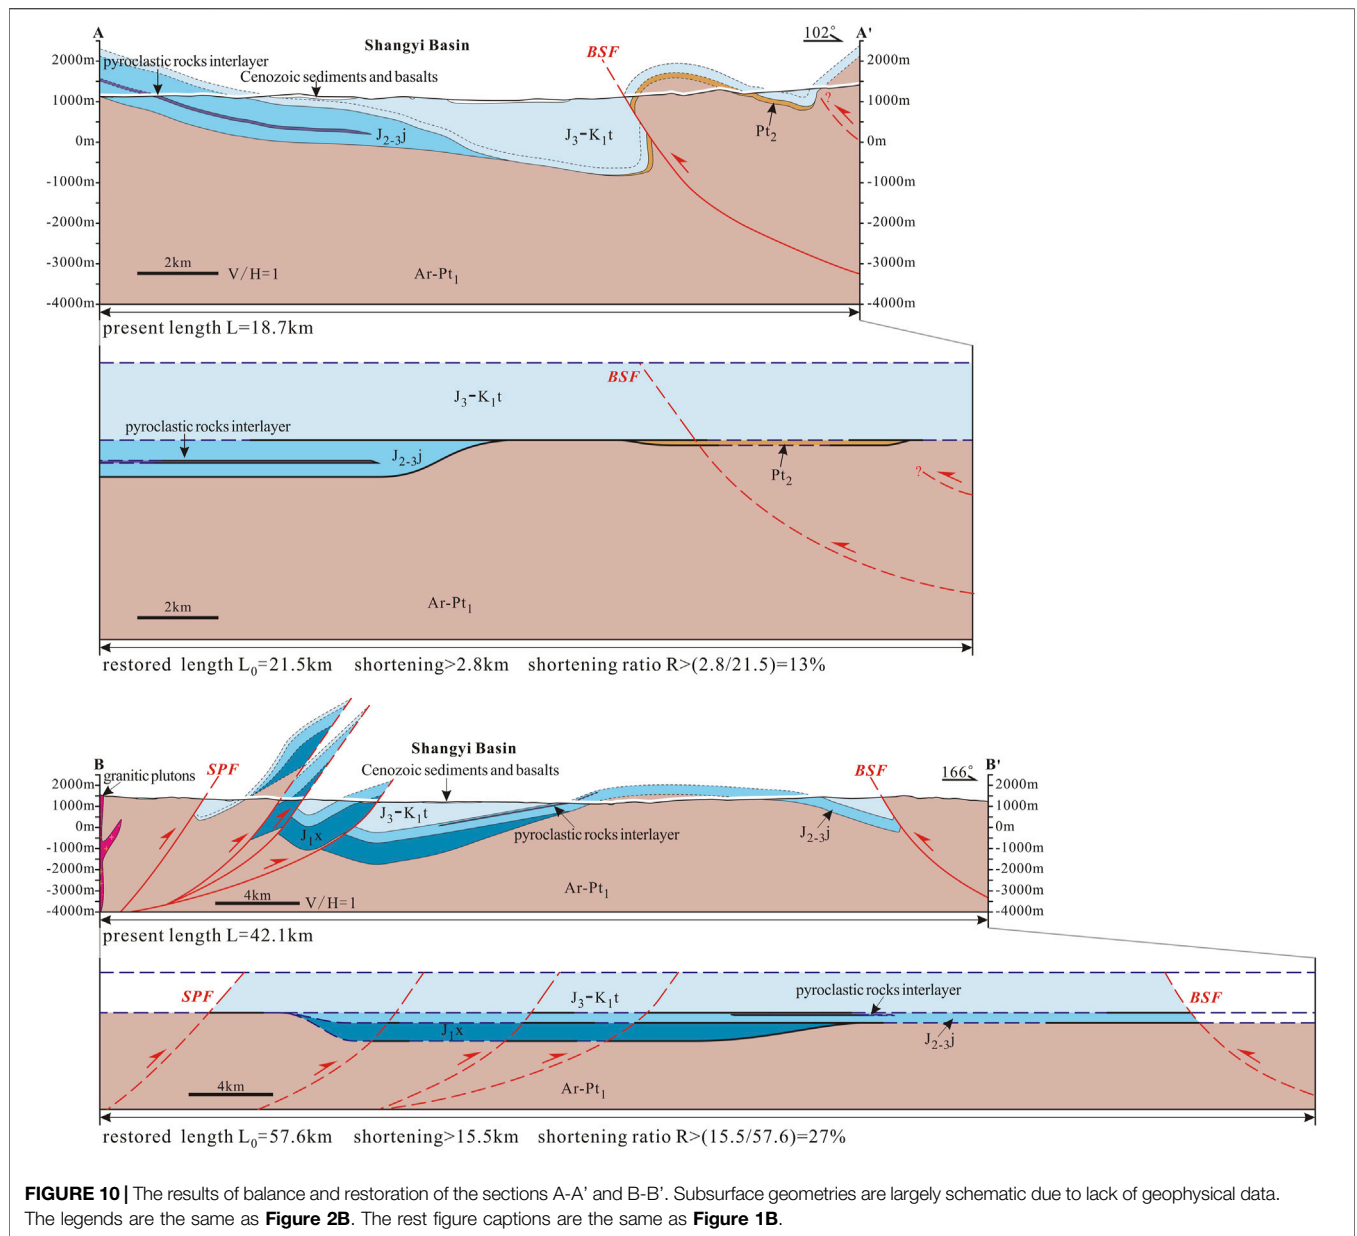 A
Shangyi Basin
102°
A'
BSF
2000m
pyroclastic rocks interlayer
Cenozoic sediments and basalts
2000m
1000m
?
1000m
0m
J2-3j
J3-K1t
Pt2
0m
-1000m
-1000m
-2000m
-2000m
-3000m
2km
V/H=1
Ar-Pt1
-3000m
-4000m
-4000m
present length L=18.7km
BSF
J3-K1t
pyroclastic rocks interlayer
J2-3j
Pt2
?
2km
Ar-Pt1
restored length L0=21.5km shortening>2.8km shortening ratio R>(2.8/21.5)=13%
B
Shangyi Basin
B'
granitic plutons
SPF
Cenozoic sediments and basalts
BSF
166°
2000m
2000m
1000m
J3-K1t
1000m
0m
J1x
pyroclastic rocks interlayer
J2-3j
0m
-1000m
-1000m
-2000m
-2000m
-3000m
4km
V/H=1
Ar-Pt1
-3000m
-4000m
-4000m
present length L=42.1km
SPF
J3-K1t
pyroclastic rocks interlayer
BSF
J1x
J2-3j
4km
Ar-Pt1
restored length L0=57.6km shortening>15.5km shortening ratio R>(15.5/57.6)=27%
FIGURE 10 | The results of balance and restoration of the sections A-A’ and B-B’. Subsurface geometries are largely schematic due to lack of geophysical data.
The legends are the same as Figure 2B. The rest figure captions are the same as Figure 1B.